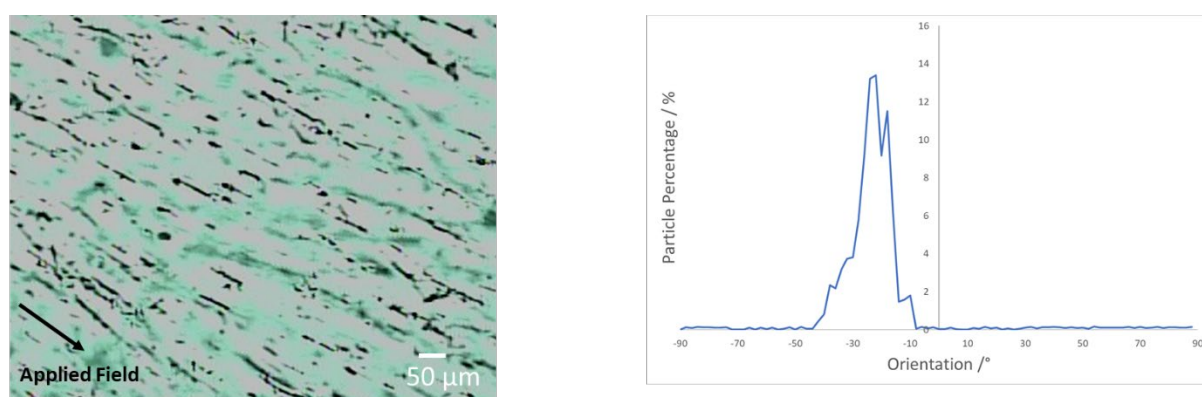 Applied Field
50 µm
Particle Percentage / %
16
14
12
10
8
6
4
2
0
-90 -70 -50 -30 -10 10 30 50 70 90
Orientation /°